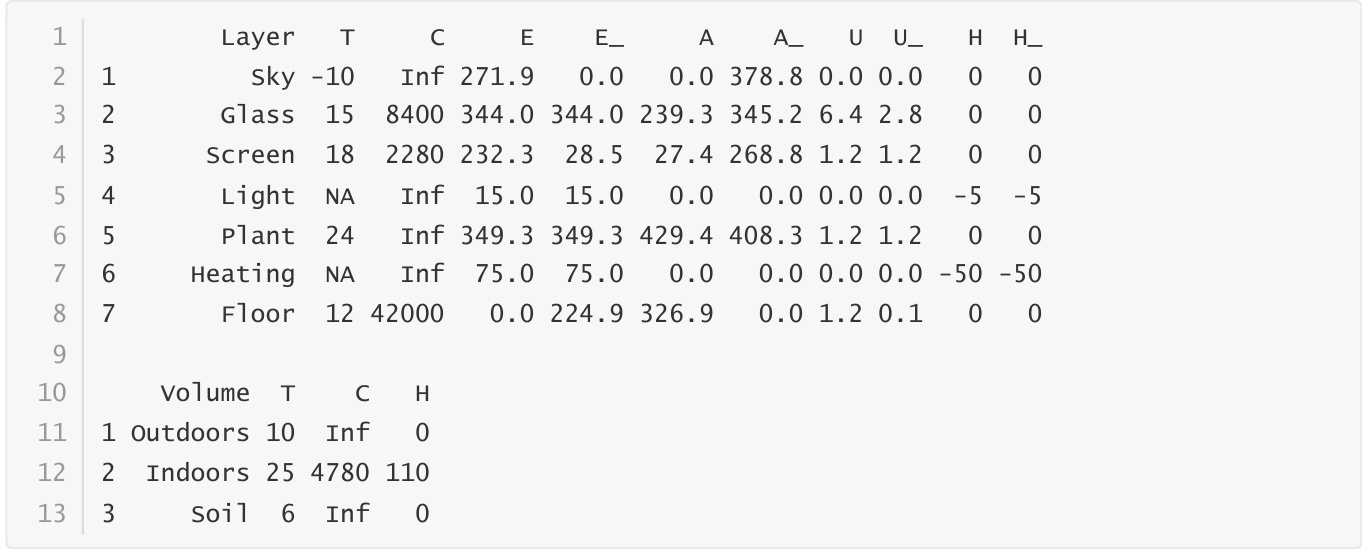 1         Layer   T     C     E    E_     A    A_   U  U_   H  H_
2  1         Sky -10   Inf 271.9   0.0   0.0 378.8 0.0 0.0   0   0
3  2       Glass  15  8400 344.0 344.0 239.3 345.2 6.4 2.8   0   0
4  3      Screen  18  2280 232.3  28.5  27.4 268.8 1.2 1.2   0   0
5  4       Light  NA   Inf  15.0  15.0   0.0   0.0 0.0 0.0  -5  -5
6  5       Plant  24   Inf 349.3 349.3 429.4 408.3 1.2 1.2   0   0
7  6     Heating  NA   Inf  75.0  75.0   0.0   0.0 0.0 0.0 -50 -50
8  7       Floor  12 42000   0.0 224.9 326.9   0.0 1.2 0.1   0   0
9
10     Volume  T    C   H
11 1 Outdoors 10  Inf   0
12 2  Indoors 25 4780 110
13 3     Soil  6  Inf   0